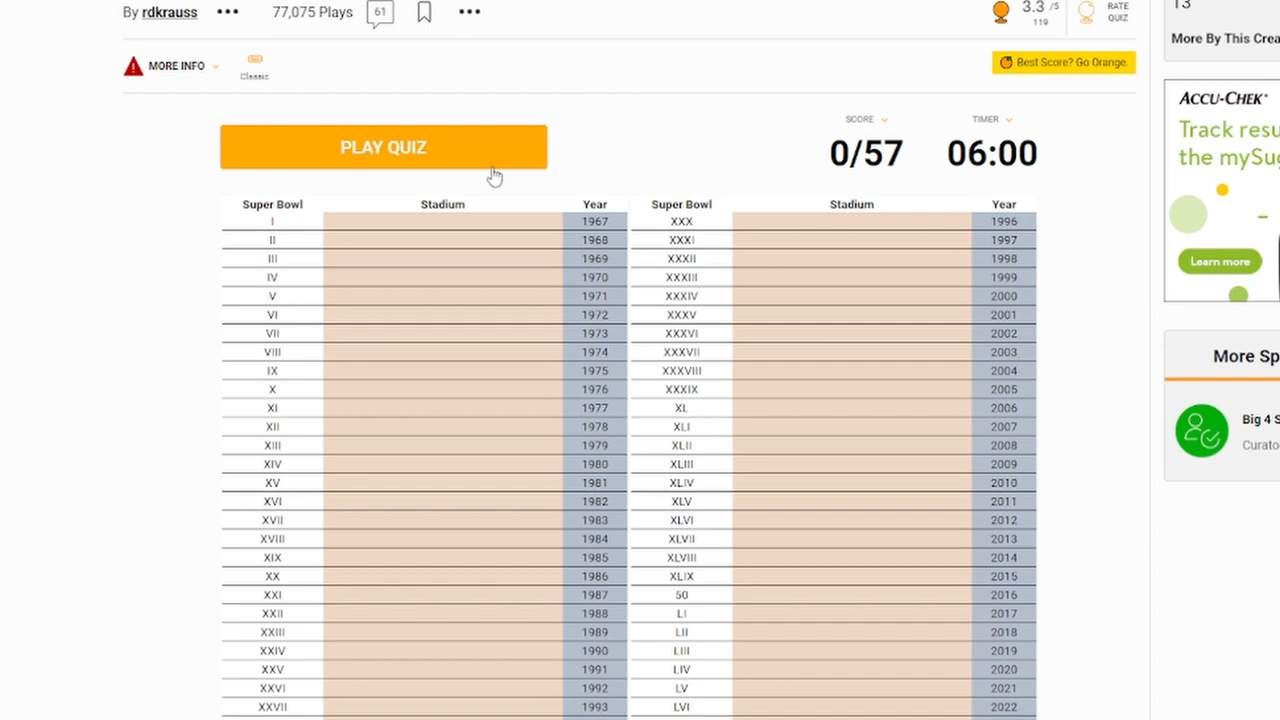 By rdkrauss ••• 77,075 Plays 61 •••
3.3 /5
119
RATE
QUIZ
MORE INFO
Classic
Best Score? Go Orange.
PLAY QUIZ
SCORE
0/57
TIMER
06:00
Super Bowl Stadium Year
I 1967
II 1968
III 1969
IV 1970
V 1971
VI 1972
VII 1973
VIII 1974
IX 1975
X 1976
XI 1977
XII 1978
XIII 1979
XIV 1980
XV 1981
XVI 1982
XVII 1983
XVIII 1984
XIX 1985
XX 1986
XXI 1987
XXII 1988
XXIII 1989
XXIV 1990
XXV 1991
XXVI 1992
XXVII 1993
Super Bowl Stadium Year
XXX 1996
XXXI 1997
XXXII 1998
XXXIII 1999
XXXIV 2000
XXXV 2001
XXXVI 2002
XXXVII 2003
XXXVIII 2004
XXXIX 2005
XL 2006
XLI 2007
XLII 2008
XLIII 2009
XLIV 2010
XLV 2011
XLVI 2012
XLVII 2013
XLVIII 2014
XLIX 2015
50 2016
LI 2017
LII 2018
LIII 2019
LIV 2020
LV 2021
LVI 2022
13
More By This Crea
ACCU-CHEK
Track resu
the mySug
Learn more
More Sp
Big 4 S
Curato